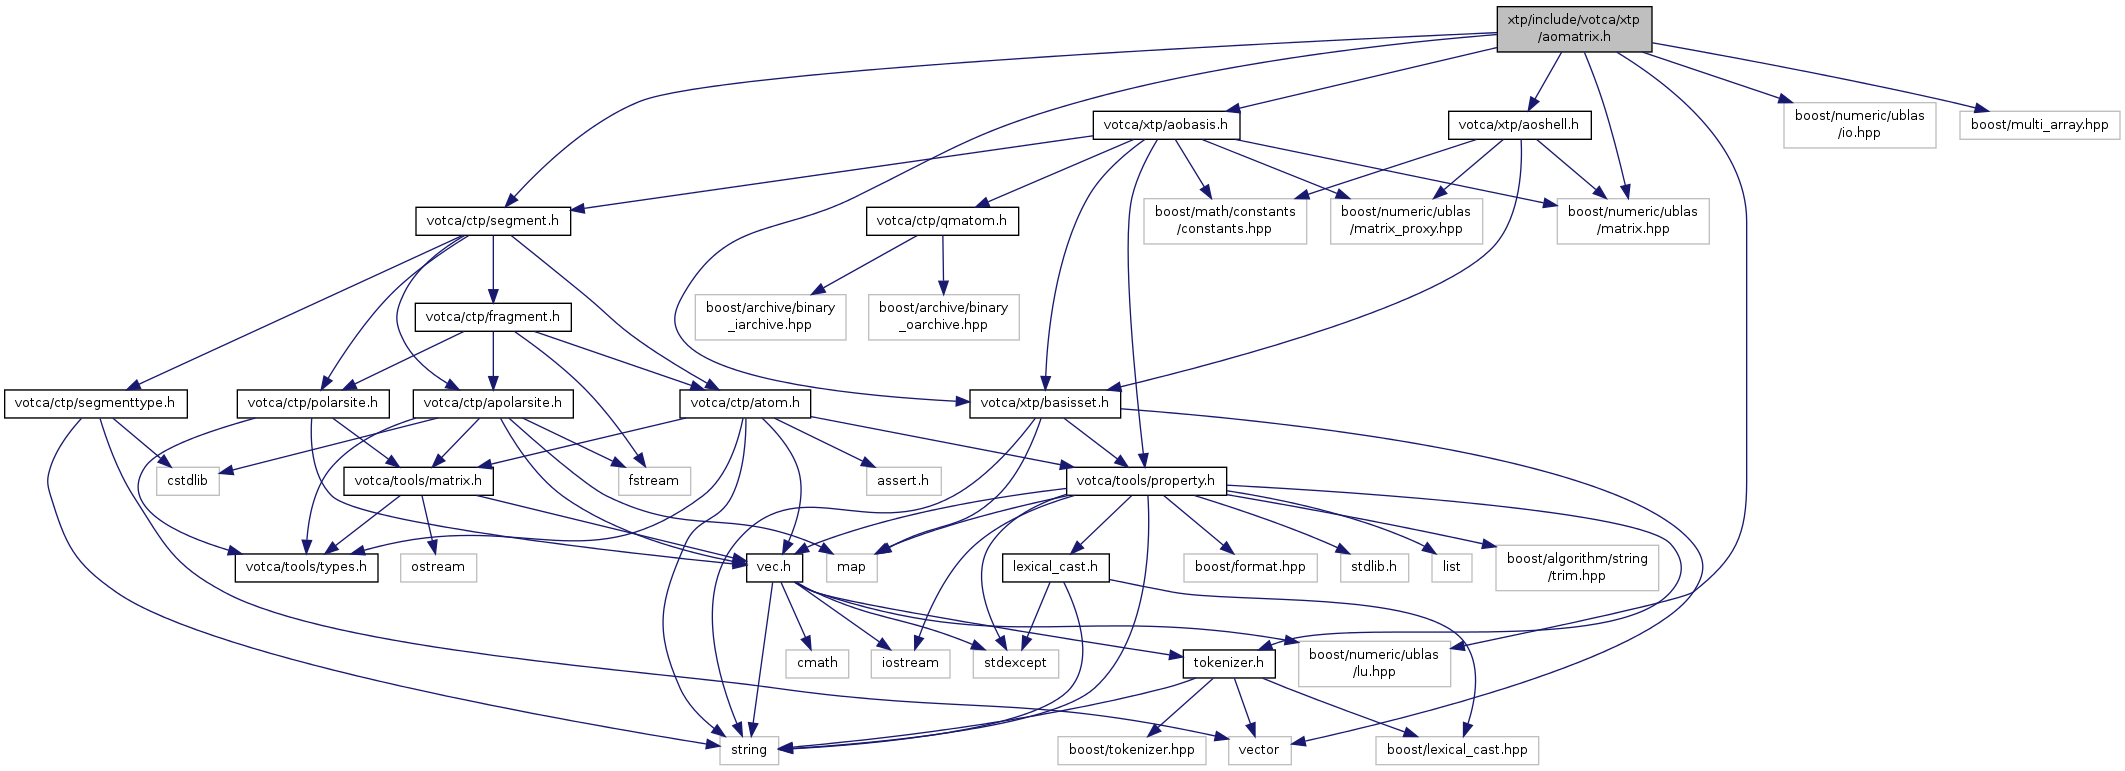 xtp/include/votca/xtp
/aomatrix.h
votca/xtp/aobasis.h
votca/xtp/aoshell.h
boost/numeric/ublas
/io.hpp
boost/multi_array.hpp
votca/ctp/segment.h
votca/ctp/qmatom.h
boost/math/constants
/constants.hpp
boost/numeric/ublas
/matrix_proxy.hpp
boost/numeric/ublas
/matrix.hpp
votca/ctp/fragment.h
boost/archive/binary
_iarchive.hpp
boost/archive/binary
_oarchive.hpp
votca/ctp/segmenttype.h
votca/ctp/polarsite.h
votca/ctp/apolarsite.h
votca/ctp/atom.h
votca/xtp/basisset.h
cstdlib
votca/tools/matrix.h
fstream
assert.h
votca/tools/property.h
votca/tools/types.h
ostream
vec.h
map
lexical_cast.h
boost/format.hpp
stdlib.h
list
boost/algorithm/string
/trim.hpp
cmath
iostream
stdexcept
tokenizer.h
boost/numeric/ublas
/lu.hpp
string
boost/tokenizer.hpp
vector
boost/lexical_cast.hpp